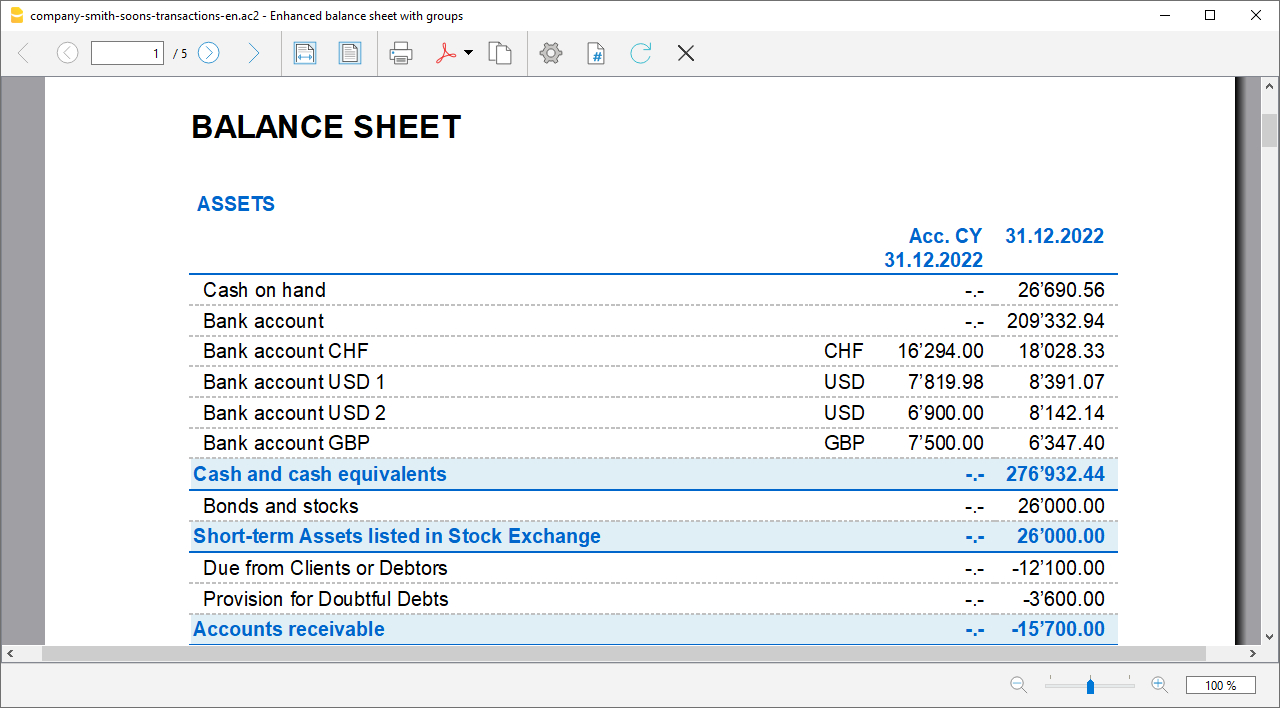 company-smith-soons-transactions-en.ac2 - Enhanced balance sheet with groups
1 / 5
#
BALANCE SHEET
ASSETS
Acc. CY 31.12.2022
31.12.2022
Cash on hand -.- 26’690.56
Bank account -.- 209’332.94
Bank account CHF CHF 16’294.00 18’028.33
Bank account USD 1 USD 7’819.98 8’391.07
Bank account USD 2 USD 6’900.00 8’142.14
Bank account GBP GBP 7’500.00 6’347.40
Cash and cash equivalents -.- 276’932.44
Bonds and stocks -.- 26’000.00
Short-term Assets listed in Stock Exchange -.- 26’000.00
Due from Clients or Debtors -.- -12’100.00
Provision for Doubtful Debts -.- -3’600.00
Accounts receivable -.- -15’700.00
100 %